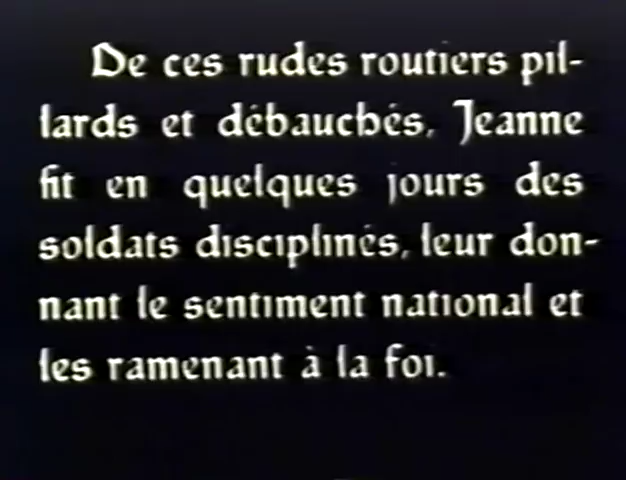 De ces rudes routiers pil-
lards et débauchés, Jeanne
fit en quelques jours des
soldats disciplinés, leur don-
nant le sentiment national et
les ramenant à la foi.